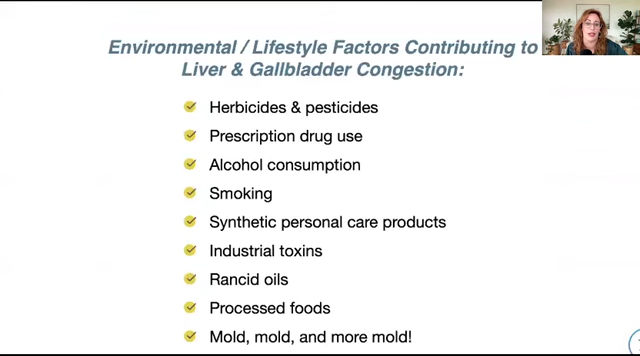 Environmental / Lifestyle Factors Contributing to
Liver & Gallbladder Congestion:
Herbicides & pesticides
Prescription drug use
Alcohol consumption
Smoking
Synthetic personal care products
Industrial toxins
Rancid oils
Processed foods
Mold, mold, and more mold!